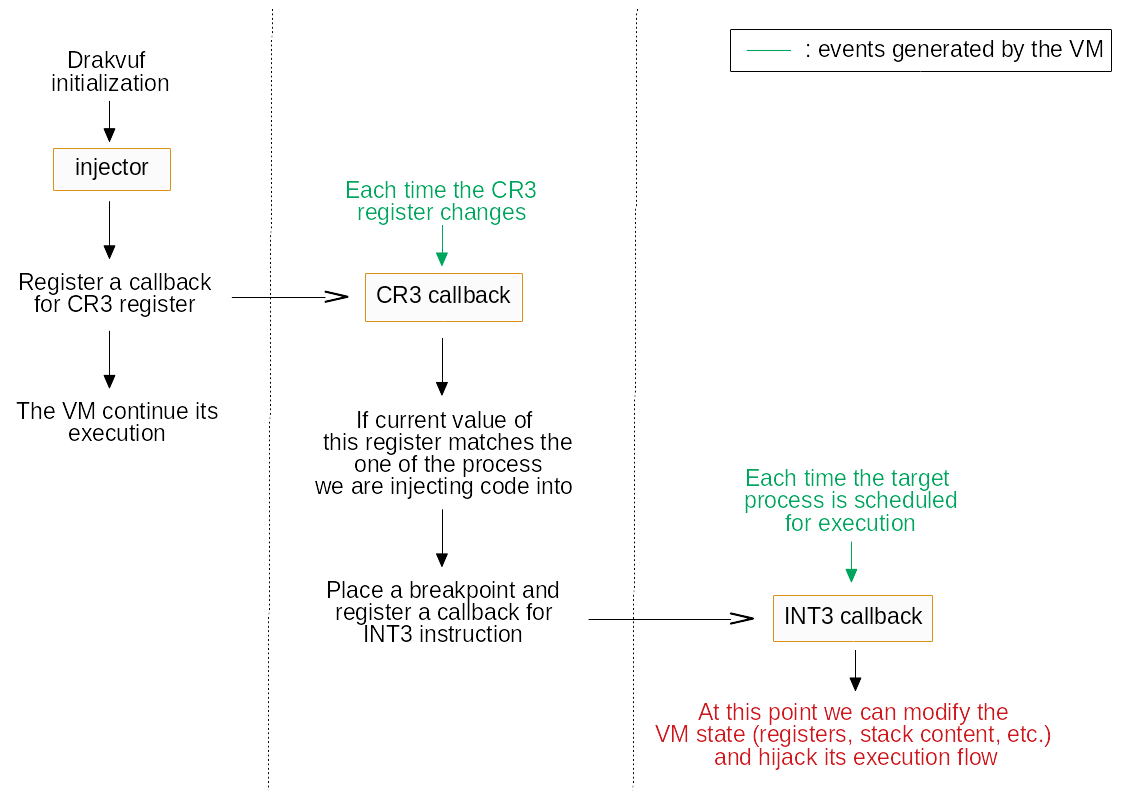 Drakvuf
initialization
injector
Register a callback
for CR3 register
The VM continue its
execution
Each time the CR3
register changes
CR3 callback
If current value of
this register matches the
one of the process
we are injecting code into
Place a breakpoint and
register a callback for
INT3 instruction
: events generated by the VM
Each time the target
process is scheduled
for execution
INT3 callback
At this point we can modify the
VM state (registers, stack content, etc.)
and hijack its execution flow